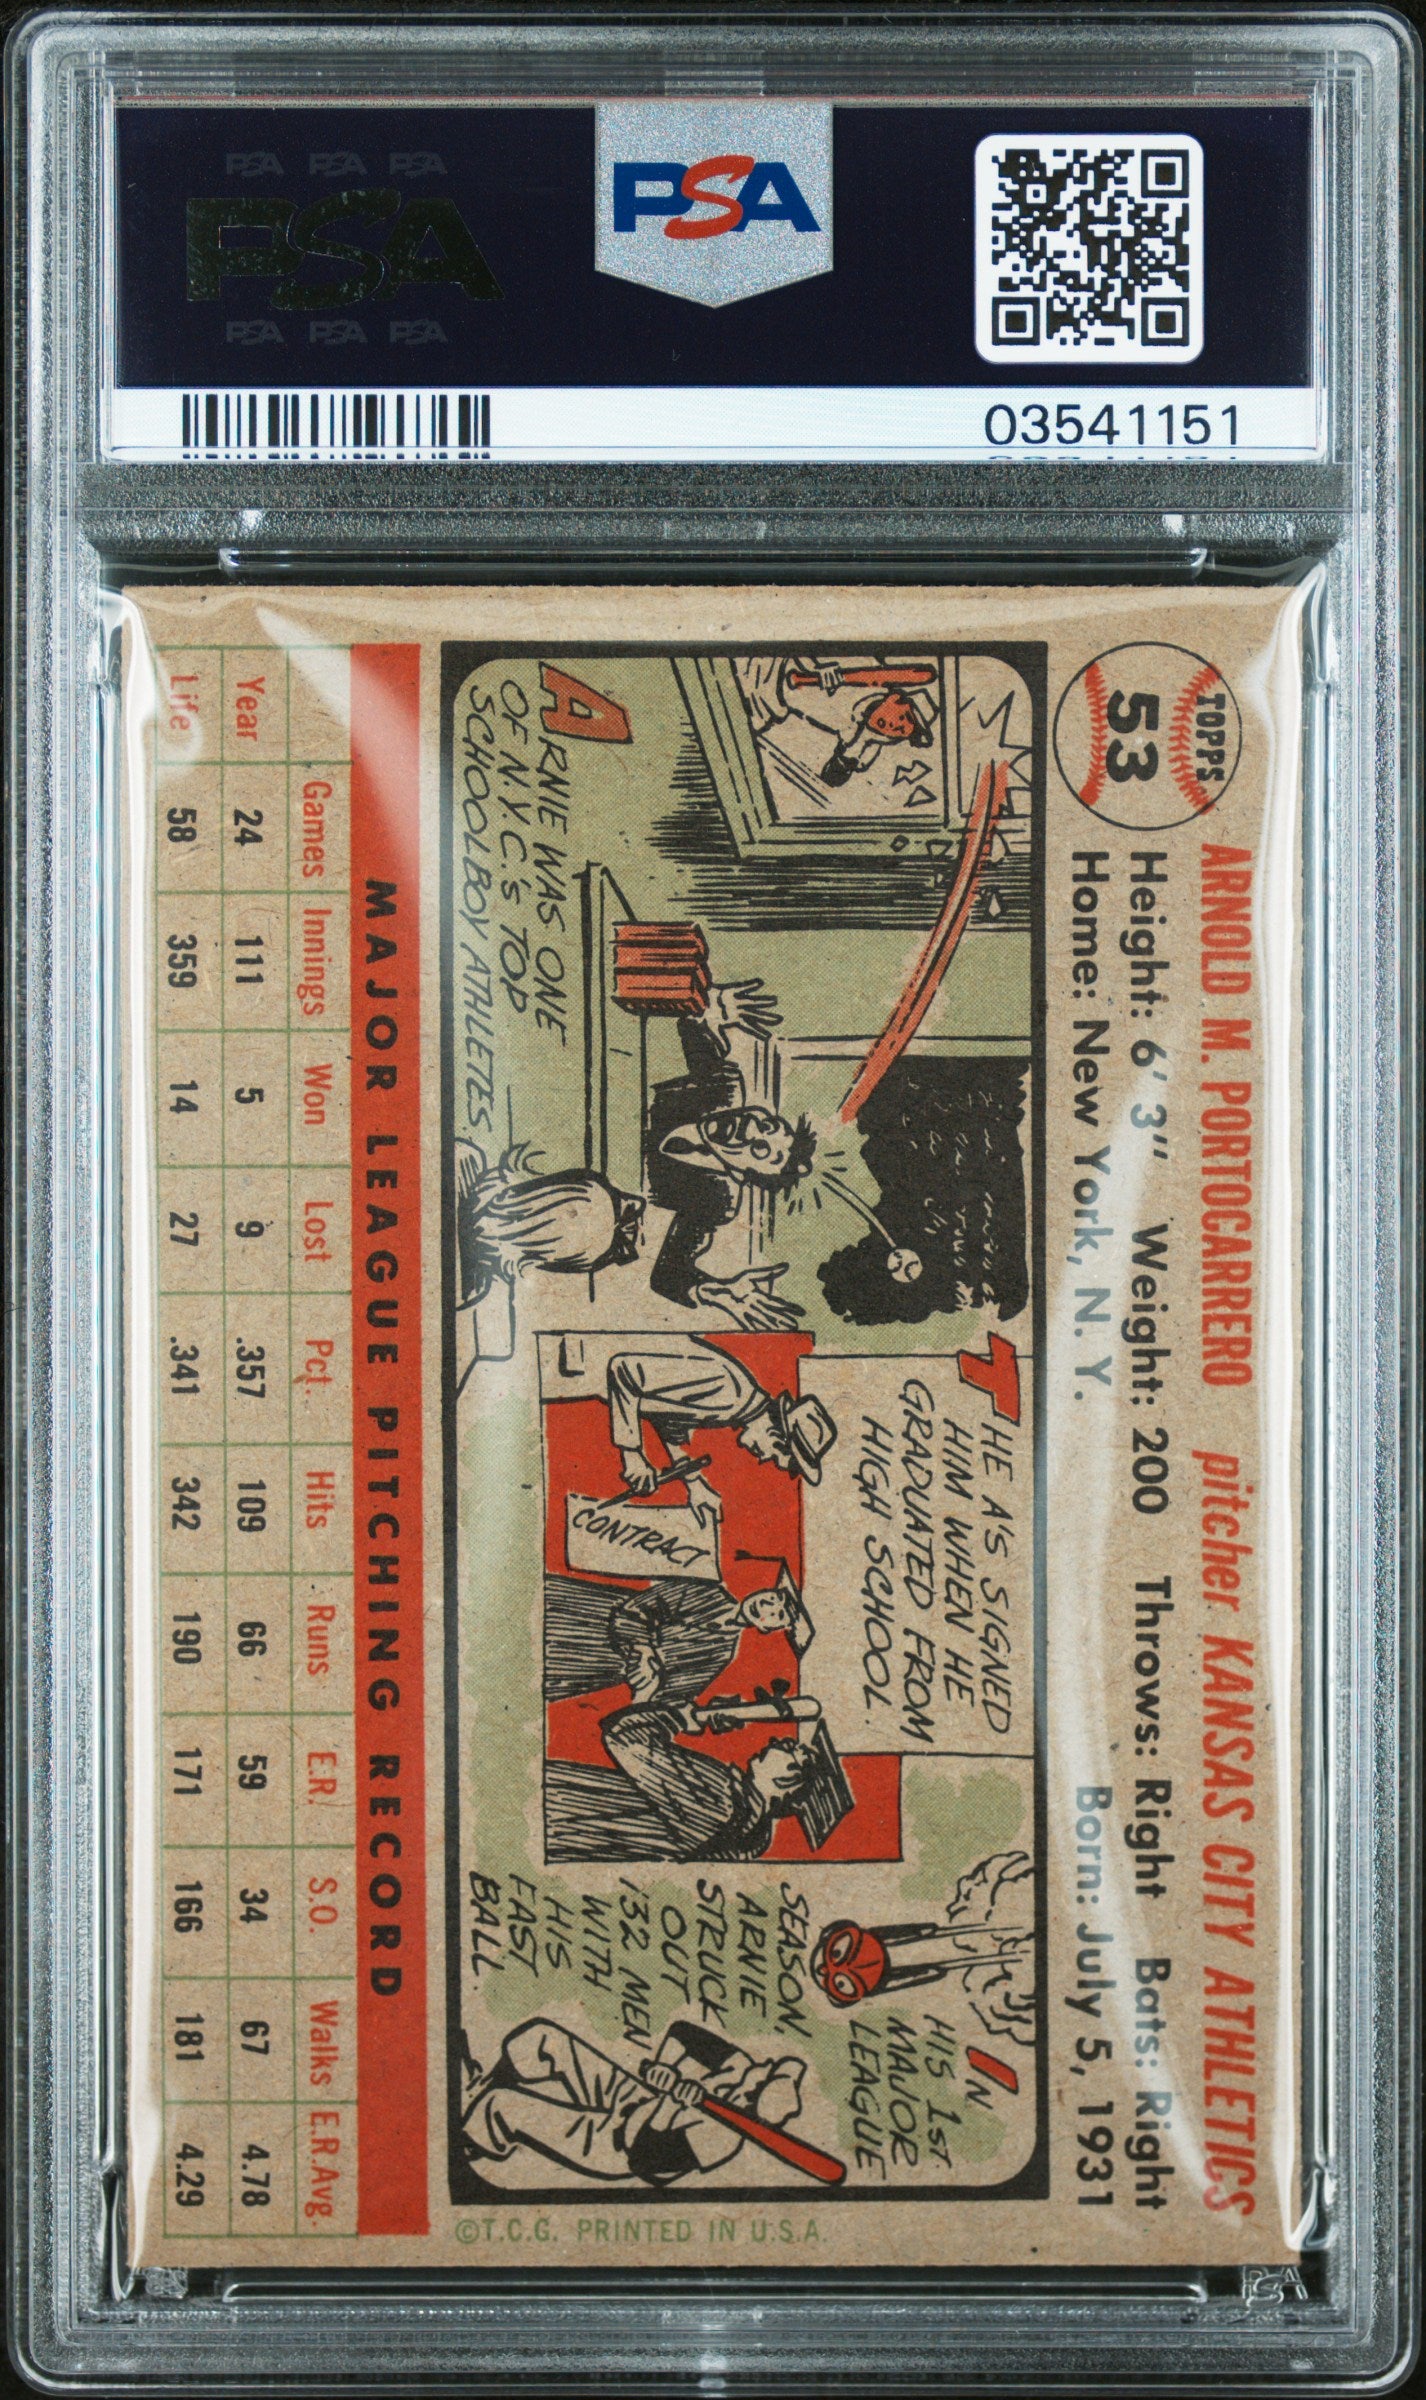 PSA PSA PSA
PSA
PSA PSA PSA
PSA
03541151
TOPPS
53
ARNOLD M. PORTOCARRERO pitcher KANSAS CITY ATHLETICS
Height: 6' 3" Weight: 200 Throws: Right Bats: Right
Home: New York, N. Y. Born: July 5, 1931
ARNIE WAS ONE
OF N.Y.C.'S TOP
SCHOOLBOY ATHLETES.
THE A'S SIGNED
HIM WHEN HE
GRADUATED FROM
HIGH SCHOOL.
CONTRACT
IN
HIS 1ST
MAJOR
LEAGUE
SEASON,
ARNIE
STRUCK
OUT
132 MEN
WITH
HIS
FAST
BALL.
©T.C.G. PRINTED IN U.S.A.
MAJOR LEAGUE PITCHING RECORD
Games Innings Won Lost Pct. Hits Runs E.R. S.O. Walks E.R.Avg.
Year 24 111 5 9 .357 109 66 59 34 67 4.78
Life 58 359 14 27 .341 342 190 171 166 181 4.29
PSA